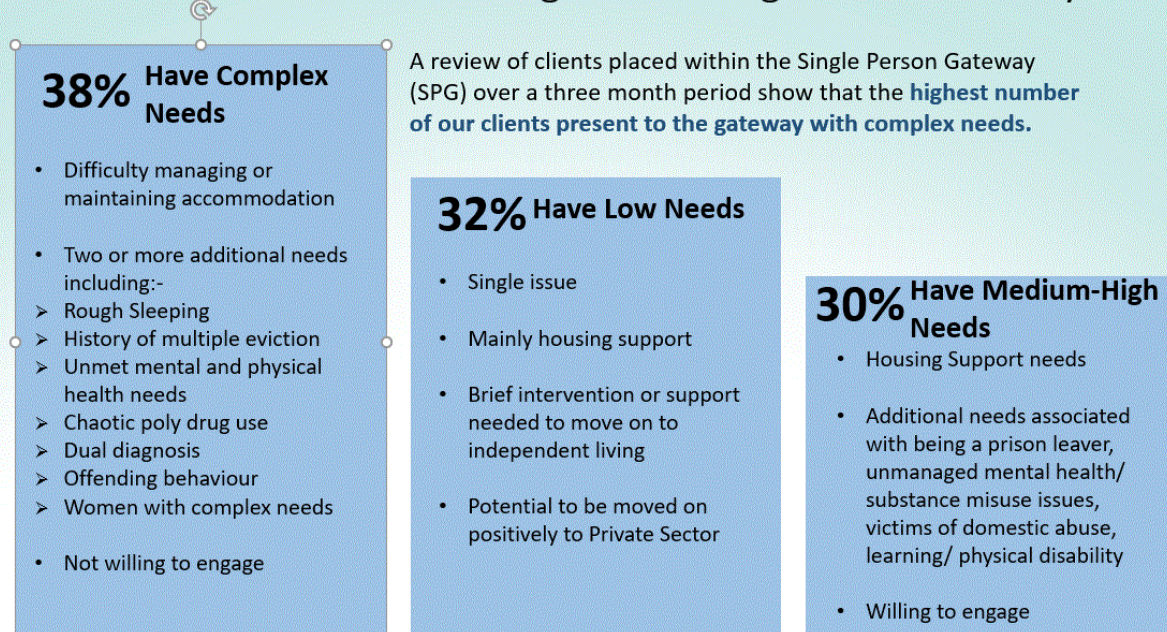 38% Have Complex
Needs
• Difficulty managing or
maintaining accommodation
• Two or more additional needs
including:-
➢ Rough Sleeping
➢ History of multiple eviction
➢ Unmet mental and physical
health needs
➢ Chaotic poly drug use
➢ Dual diagnosis
➢ Offending behaviour
➢ Women with complex needs
• Not willing to engage
A review of clients placed within the Single Person Gateway
(SPG) over a three month period show that the highest number
of our clients present to the gateway with complex needs.
32% Have Low Needs
• Single issue
• Mainly housing support
• Brief intervention or support
needed to move on to
independent living
• Potential to be moved on
positively to Private Sector
30% Have Medium-High
Needs
• Housing Support needs
• Additional needs associated
with being a prison leaver,
unmanaged mental health/
substance misuse issues,
victims of domestic abuse,
learning/ physical disability
• Willing to engage